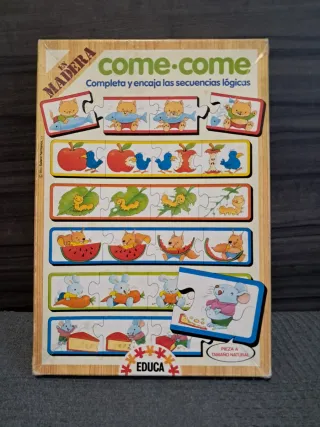 EN
MADERA
come·come
Completa y encaja las secuencias lógicas
PIEZA A
TAMAÑO NATURAL
EDUCA